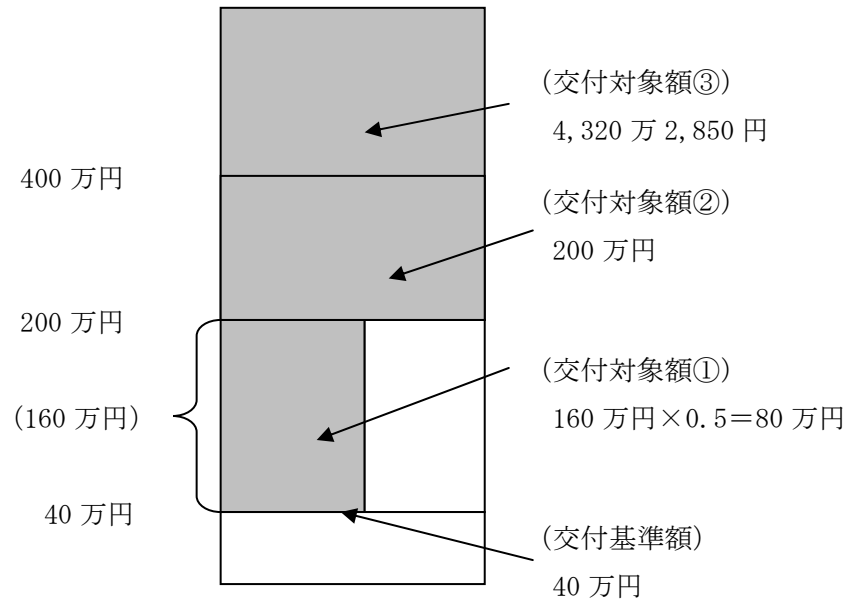 (交付対象額③)
4,320 万 2,850 円
400 万円
(交付対象額②)
200 万円
200 万円
(交付対象額①)
(160 万円)
160 万円×0.5＝80 万円
40 万円
(交付基準額)
40 万円